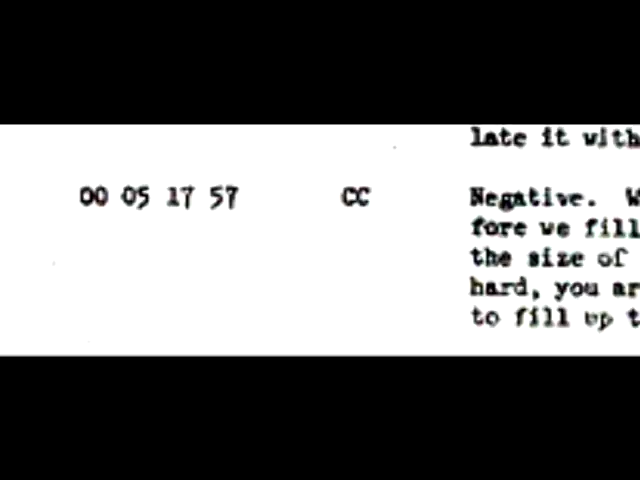 late it with
00 05 17 57 CC Negative. W
fore we fill
the size of
hard, you ar
to fill up t